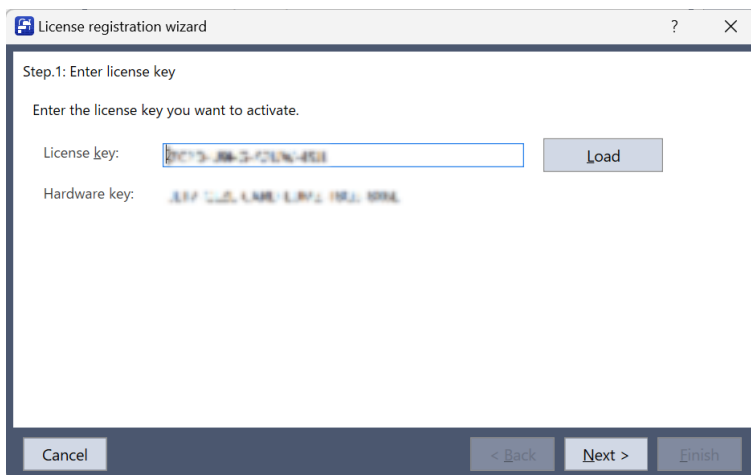 License registration wizard ?
Step.1: Enter license key
Enter the license key you want to activate.
License key: Load
Hardware key:
Cancel < Back Next > Finish